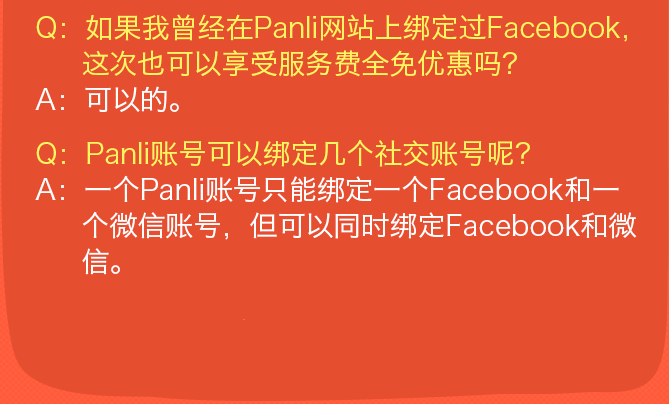 Q：如果我曾经在Panli网站上绑定过Facebook，
这次也可以享受服务费全免优惠吗？
A：可以的。
Q：Panli账号可以绑定几个社交账号呢？
A：一个Panli账号只能绑定一个Facebook和一
个微信账号，但可以同时绑定Facebook和微
信。